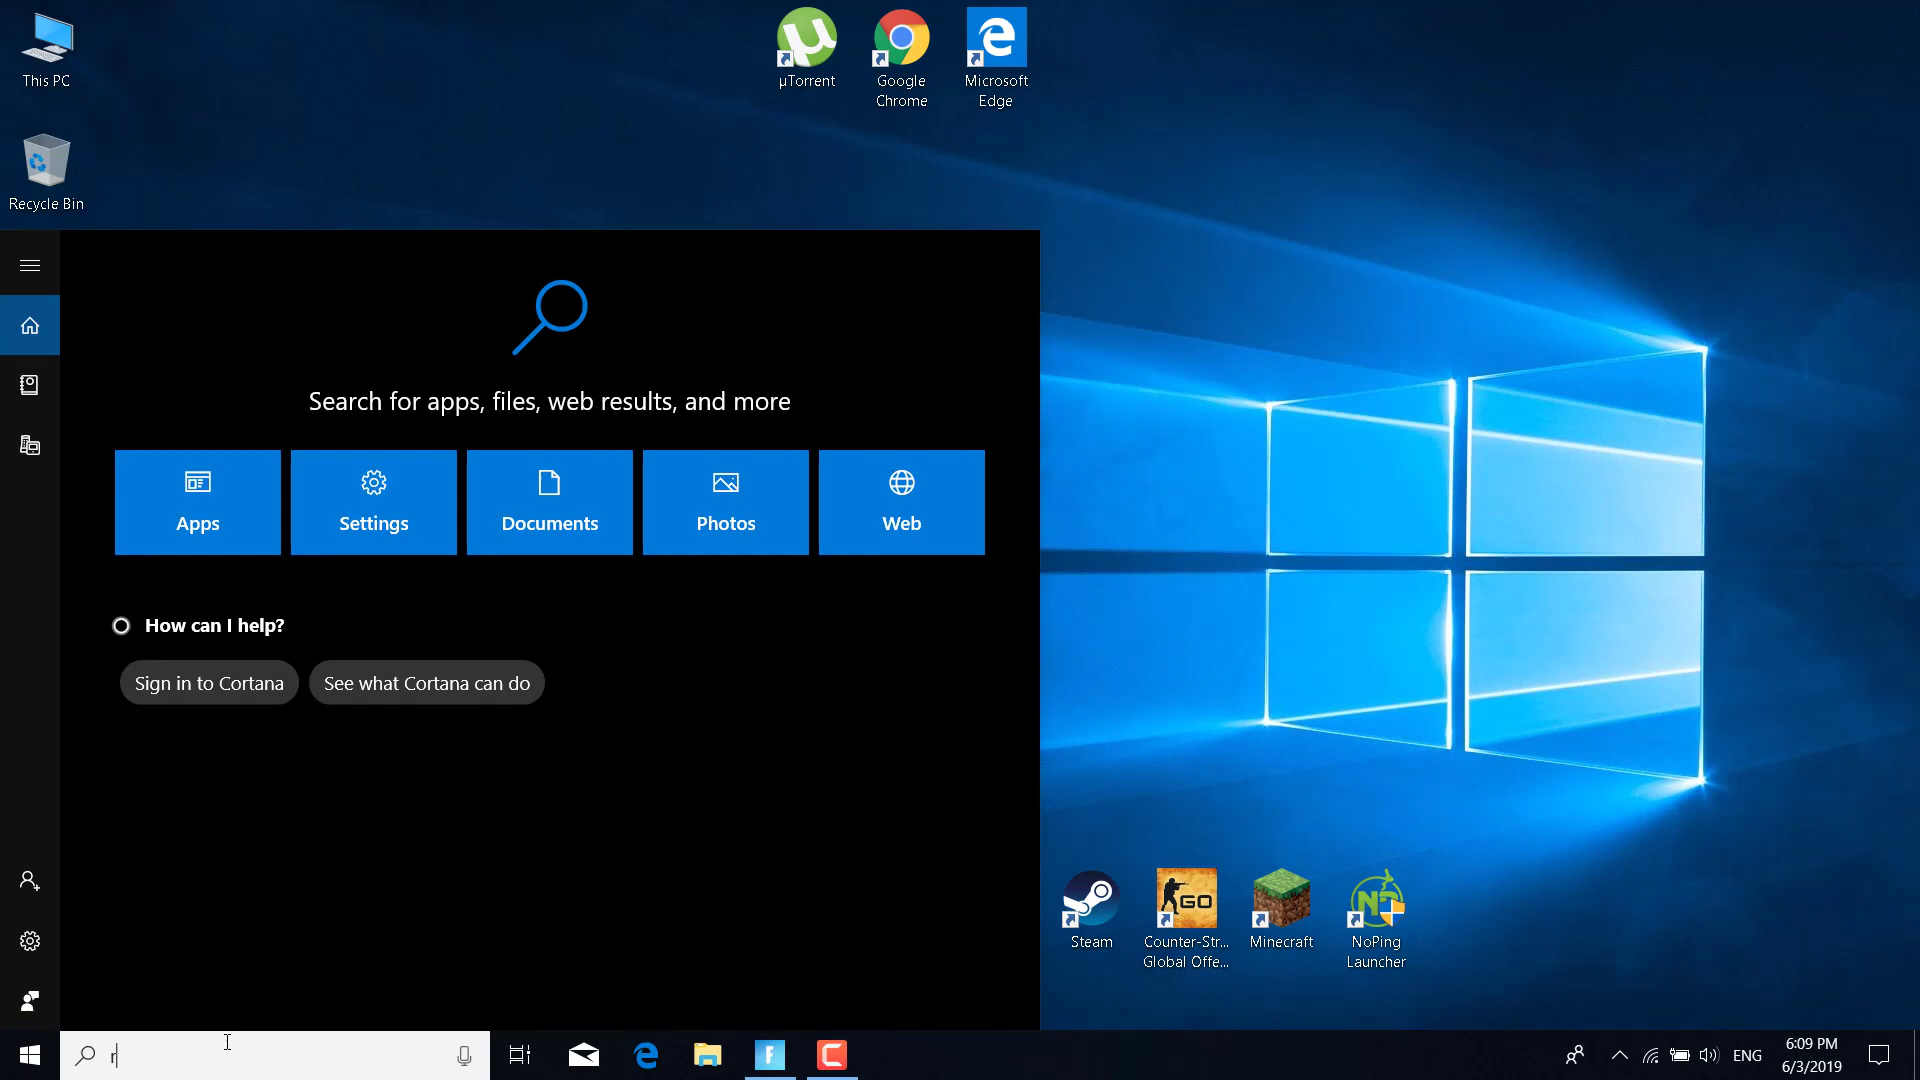 This PC
Recycle Bin
µTorrent
Google
Chrome
Microsoft
Edge
Search for apps, files, web results, and more
Apps
Settings
Documents
Photos
Web
How can I help?
Sign in to Cortana
See what Cortana can do
GO
Steam
Counter-Str...
Global Offe...
Minecraft
NoPing
Launcher
r
ENG
6:09 PM
6/3/2019